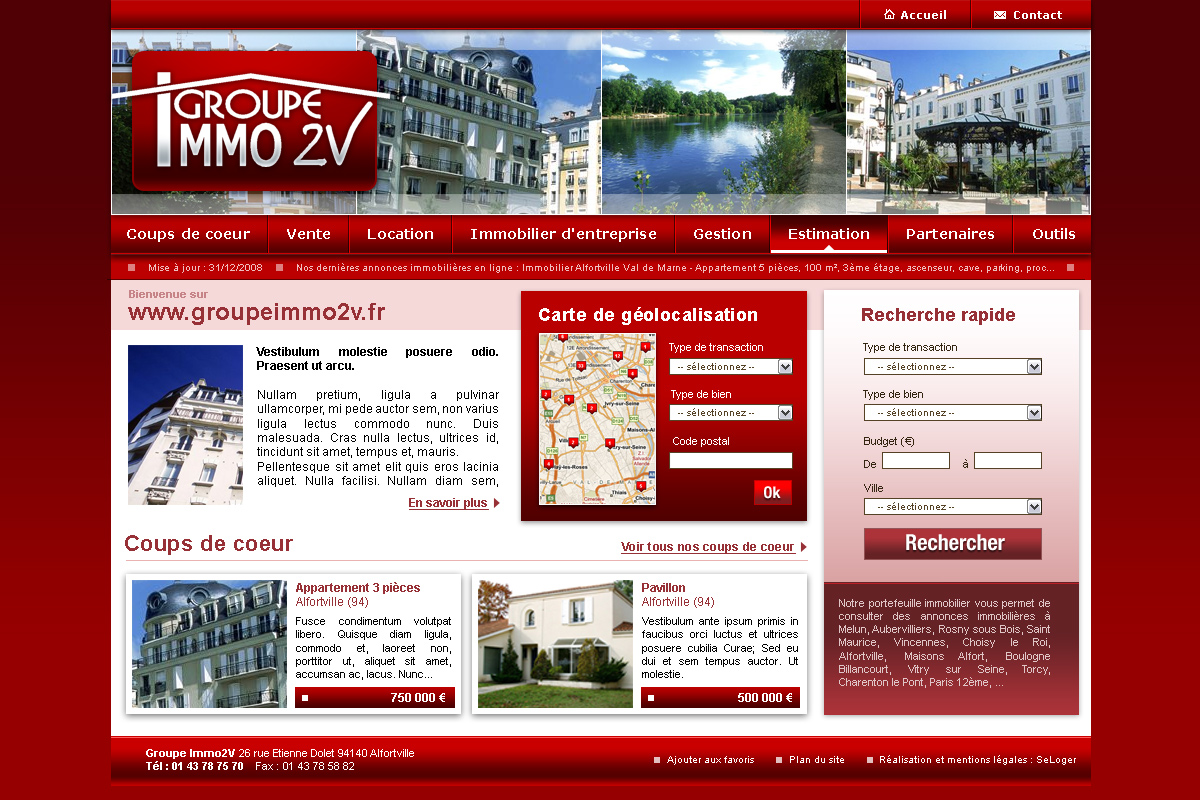 Accueil
Contact
GROUPE
IMMO 2V
Coups de coeur
Vente
Location
Immobilier d'entreprise
Gestion
Estimation
Partenaires
Outils
Mise à jour : 31/12/2008
Nos dernières annonces immobilières en ligne : Immobilier Alfortville Val de Marne - Appartement 5 pièces, 100 m², 3ème étage, ascenseur, cave, parking, proc...
Bienvenue sur
www.groupeimmo2v.fr
Vestibulum molestie posuere odio.
Praesent ut arcu.
Nullam pretium, ligula a pulvinar
ullamcorper, mi pede auctor sem, non varius
ligula lectus commodo nunc. Duis
malesuada. Cras nulla lectus, ultrices id,
tincidunt sit amet, tempus et, mauris.
Pellentesque sit amet elit quis eros lacinia
aliquet. Nulla facilisi. Nullam diam sem,
En savoir plus
Carte de géolocalisation
Type de transaction
-- sélectionnez --
Type de bien
-- sélectionnez --
Code postal
Ok
Recherche rapide
Type de transaction
-- sélectionnez --
Type de bien
-- sélectionnez --
Budget (€)
De
à
Ville
-- sélectionnez --
Rechercher
Coups de coeur
Voir tous nos coups de coeur
Appartement 3 pièces
Alfortville (94)
Fusce condimentum volutpat
libero. Quisque diam ligula,
commodo et, laoreet non,
porttitor ut, aliquet sit amet,
accumsan ac, lacus. Nunc...
750 000 €
Pavillon
Alfortville (94)
Vestibulum ante ipsum primis in
faucibus orci luctus et ultrices
posuere cubilia Curae; Sed eu
dui et sem tempus auctor. Ut
molestie.
500 000 €
Notre portefeuille immobilier vous permet de
consulter des annonces immobilières à
Melun, Aubervilliers, Rosny sous Bois, Saint
Maurice, Vincennes, Choisy le Roi,
Alfortville, Maisons Alfort, Boulogne
Billancourt, Vitry sur Seine, Torcy,
Charenton le Pont, Paris 12ème, ...
Groupe Immo2V 26 rue Etienne Dolet 94140 Alfortville
Tél : 01 43 78 75 70 Fax : 01 43 78 58 82
Ajouter aux favoris
Plan du site
Réalisation et mentions légales : SeLoger